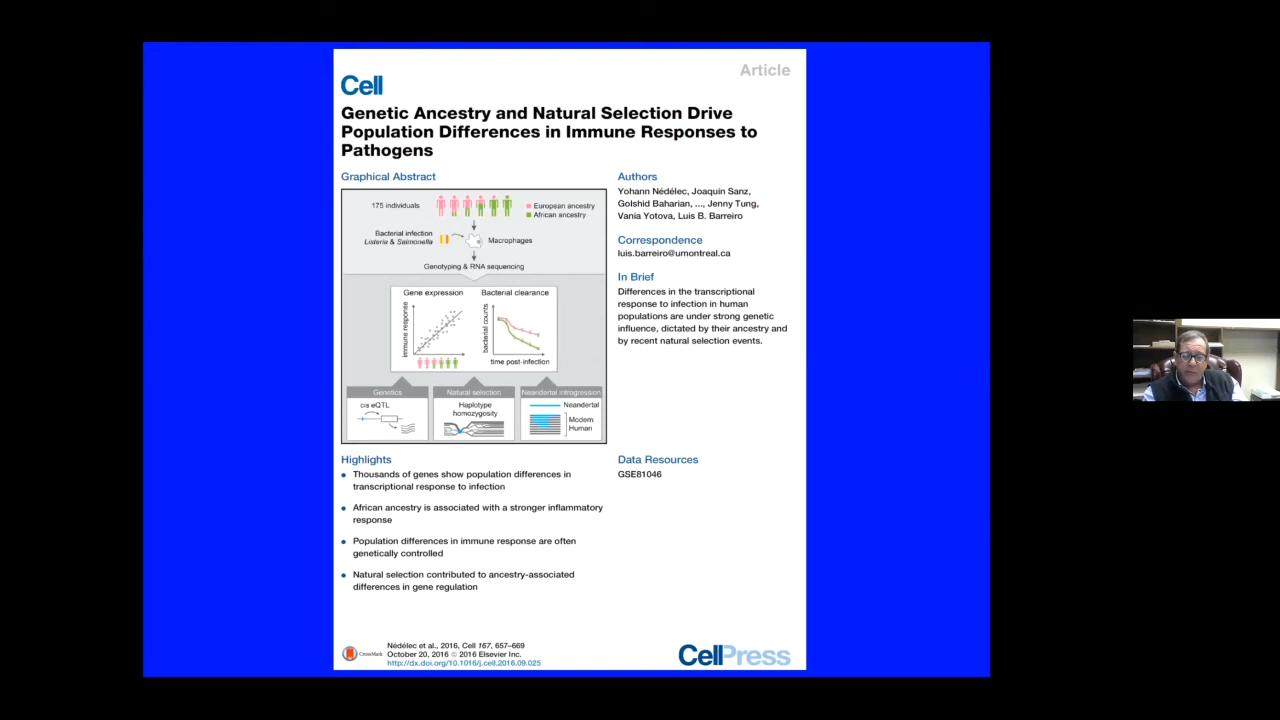 Article
Cell
Genetic Ancestry and Natural Selection Drive
Population Differences in Immune Responses to
Pathogens
Graphical Abstract
175 individuals
European ancestry
African ancestry
Bacterial infection
Listeria & Salmonella
Macrophages
Genotyping & RNA sequencing
Gene expression
Bacterial clearance
immune response
bacterial counts
time post-infection
Genetics
Natural selection
Neandertal introgression
cis eQTL
Haplotype
homozygosity
Neandertal
Modern
Human
Authors
Yohann Nédélec, Joaquin Sanz,
Golshid Baharian, ..., Jenny Tung,
Vania Yotova, Luis B. Barreiro
Correspondence
luis.barreiro@umontreal.ca
In Brief
Differences in the transcriptional
response to infection in human
populations are under strong genetic
influence, dictated by their ancestry and
by recent natural selection events.
Highlights
• Thousands of genes show population differences in
transcriptional response to infection
• African ancestry is associated with a stronger inflammatory
response
• Population differences in immune response are often
genetically controlled
• Natural selection contributed to ancestry-associated
differences in gene regulation
Data Resources
GSE81046
CrossMark
Nédélec et al., 2016, Cell 167, 657–669
October 20, 2016 © 2016 Elsevier Inc.
http://dx.doi.org/10.1016/j.cell.2016.09.025
CellPress